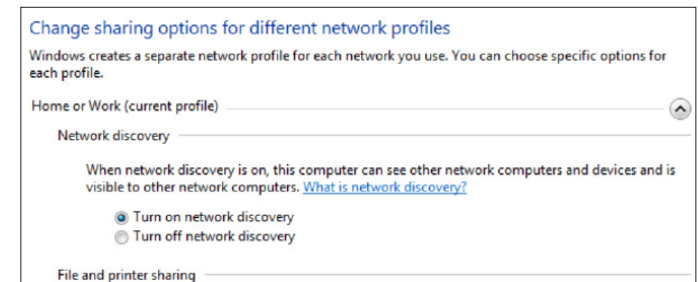 Change sharing options for different network profiles
Windows creates a separate network profile for each network you use. You can choose specific options for
each profile.
Home or Work (current profile)
Network discovery
When network discovery is on, this computer can see other network computers and devices and is
visible to other network computers. What is network discovery?
Turn on network discovery
Turn off network discovery
File and printer sharing